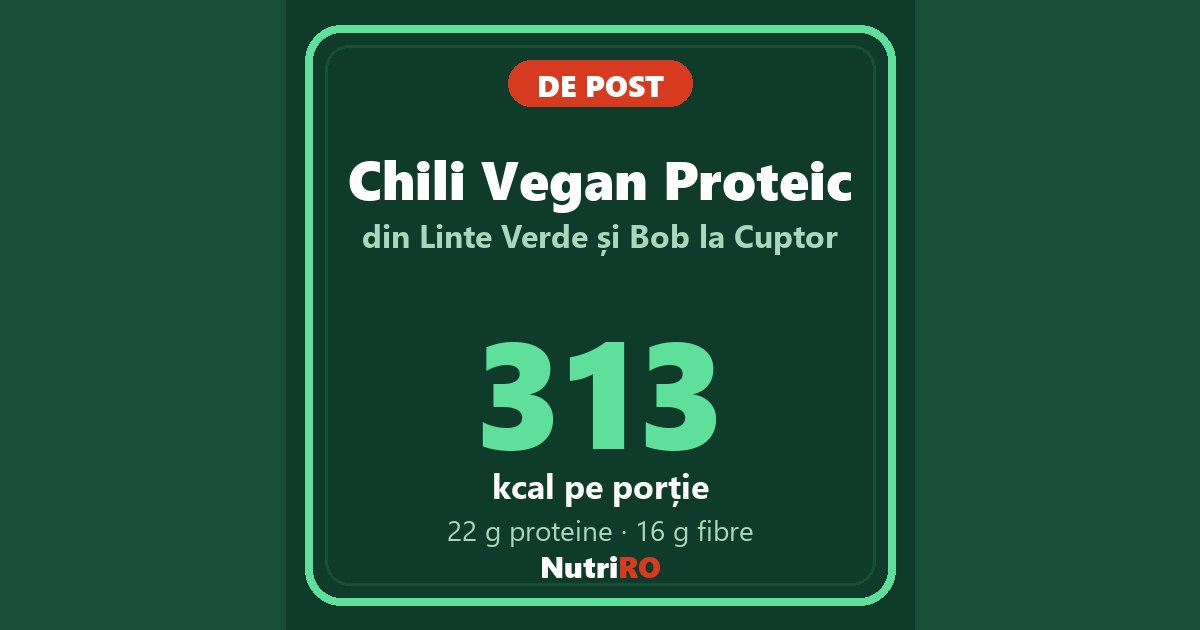 DE POST
Chili Vegan Proteic
din Linte Verde și Bob la Cuptor
313
kcal pe porție
22 g proteine · 16 g fibre
NutriRO